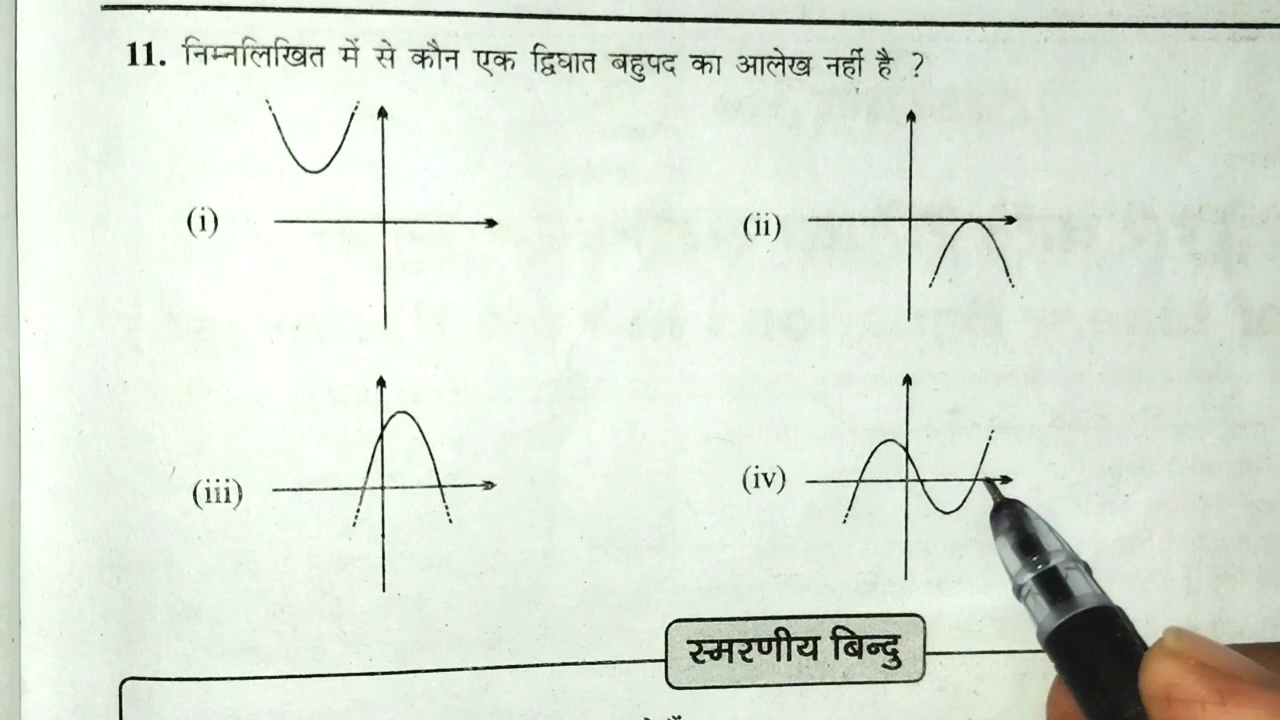 11. निम्नलिखित में से कौन एक द्विघात बहुपद का आलेख नहीं है ?
(i)
(ii)
(iii)
(iv)
स्मरणीय बिन्दु